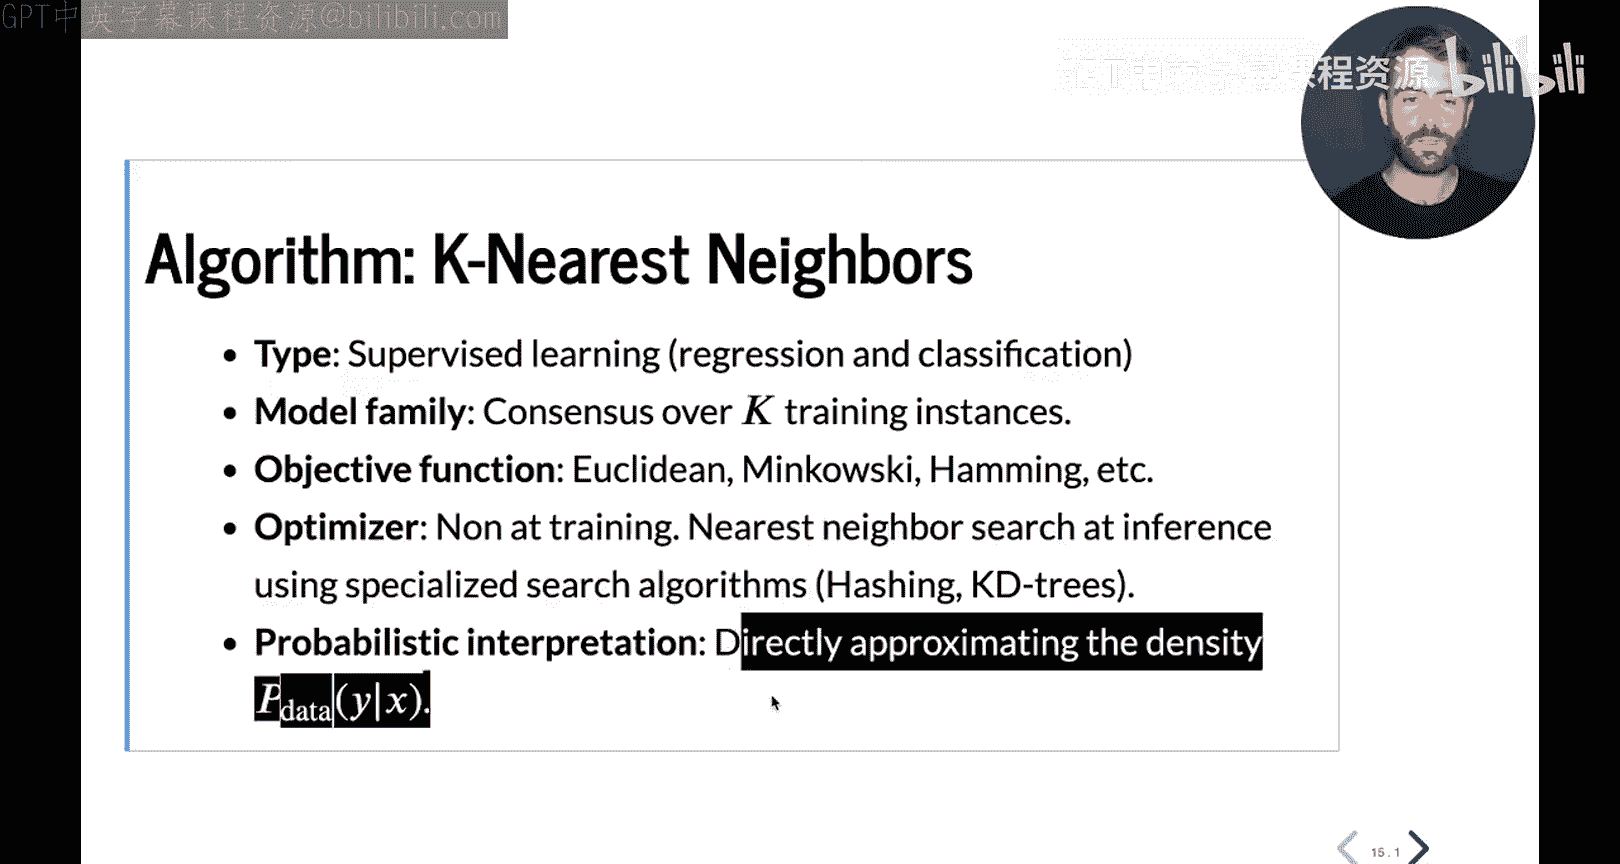 GPT中英字幕课程资源@bilibili.com
程资源 bilibili
Algorithm: K-Nearest Neighbors
• Type: Supervised learning (regression and classification)
• Model family: Consensus over K training instances.
• Objective function: Euclidean, Minkowski, Hamming, etc.
• Optimizer: Non at training. Nearest neighbor search at inference
using specialized search algorithms (Hashing, KD-trees).
• Probabilistic interpretation: Directly approximating the density
P_data(y|x).
15.1